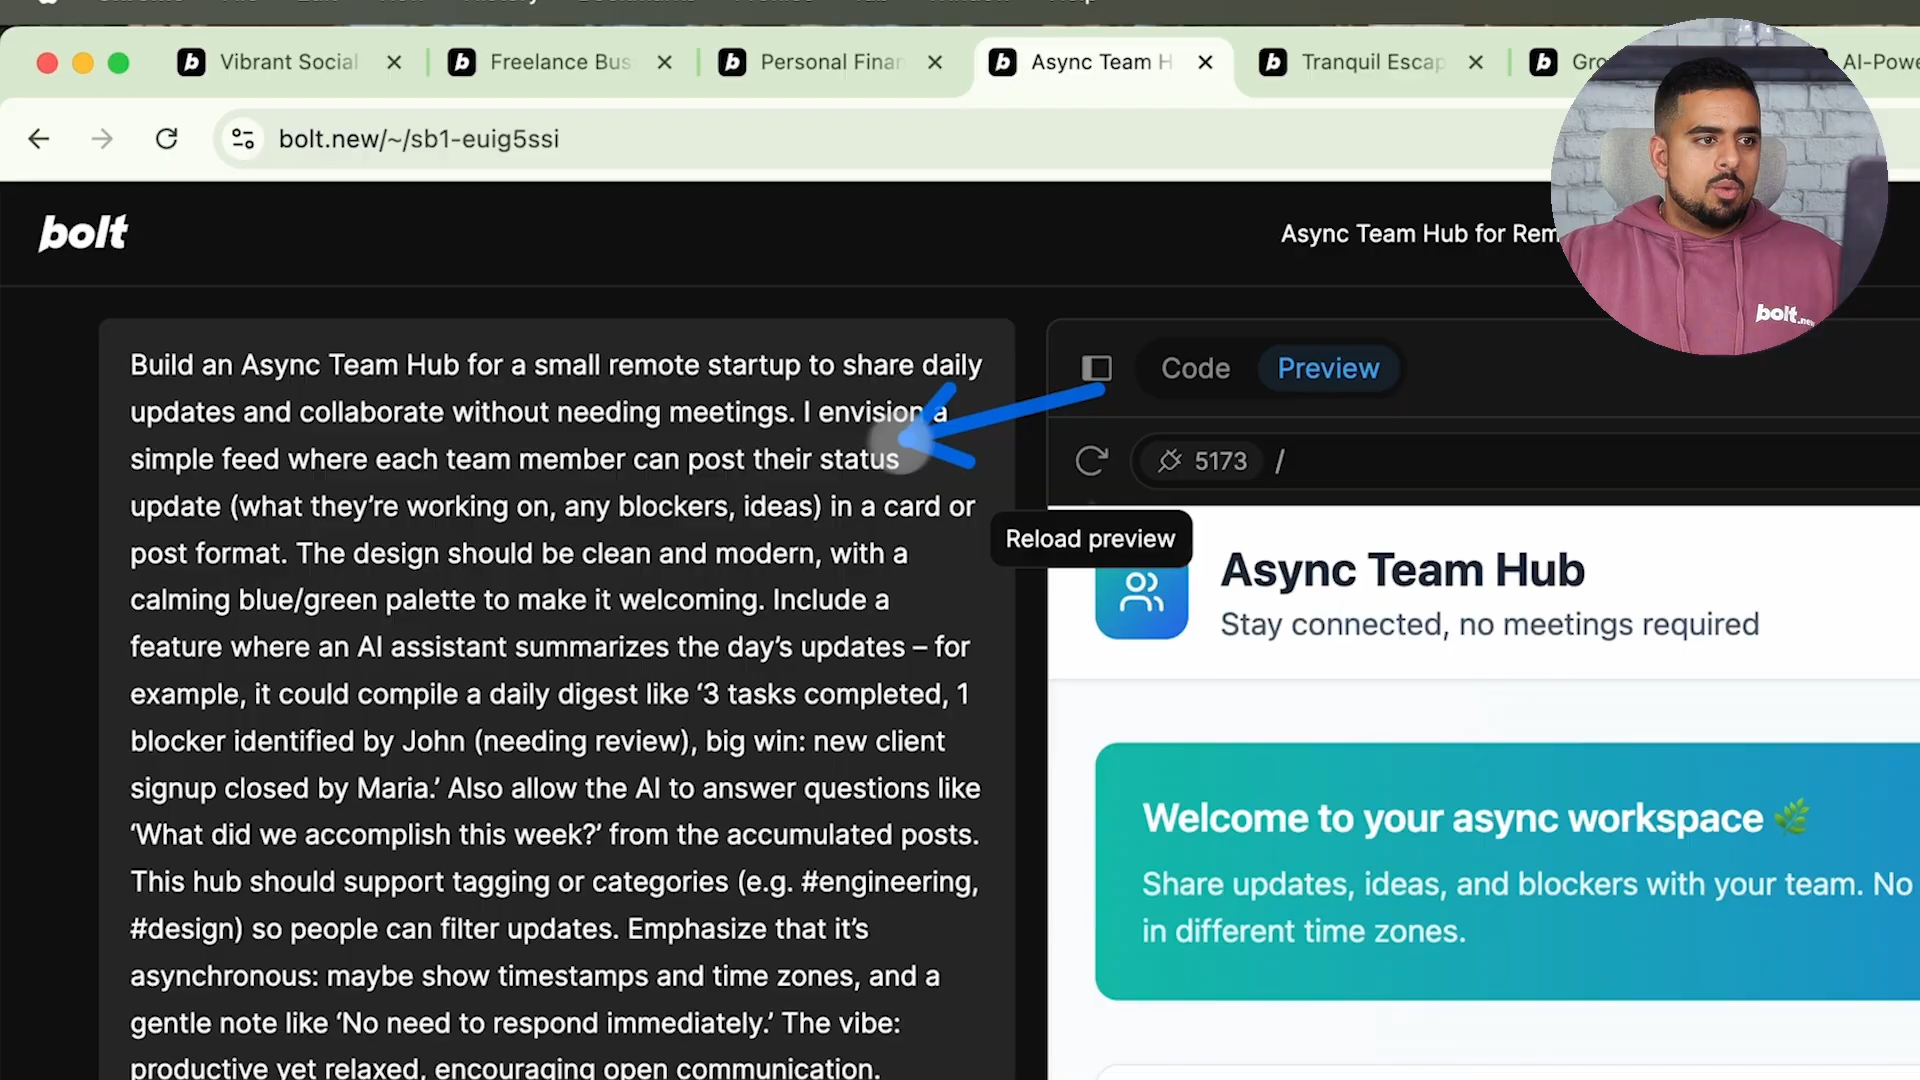 Vibrant Social
Freelance Bus
Personal Finan
Async Team H
Tranquil Escap
Gro
AI-Powe
bolt.new/~/sb1-euig5ssi
bolt
Async Team Hub for Rem
bolt.new
Build an Async Team Hub for a small remote startup to share daily
updates and collaborate without needing meetings. I envision a
simple feed where each team member can post their status
update (what they’re working on, any blockers, ideas) in a card or
post format. The design should be clean and modern, with a
calming blue/green palette to make it welcoming. Include a
feature where an AI assistant summarizes the day’s updates – for
example, it could compile a daily digest like ‘3 tasks completed, 1
blocker identified by John (needing review), big win: new client
signup closed by Maria.’ Also allow the AI to answer questions like
‘What did we accomplish this week?’ from the accumulated posts.
This hub should support tagging or categories (e.g. #engineering,
#design) so people can filter updates. Emphasize that it’s
asynchronous: maybe show timestamps and time zones, and a
gentle note like ‘No need to respond immediately.’ The vibe:
productive yet relaxed, encouraging open communication.
Code
Preview
5173
/
Reload preview
Async Team Hub
Stay connected, no meetings required
Welcome to your async workspace
Share updates, ideas, and blockers with your team. No
in different time zones.